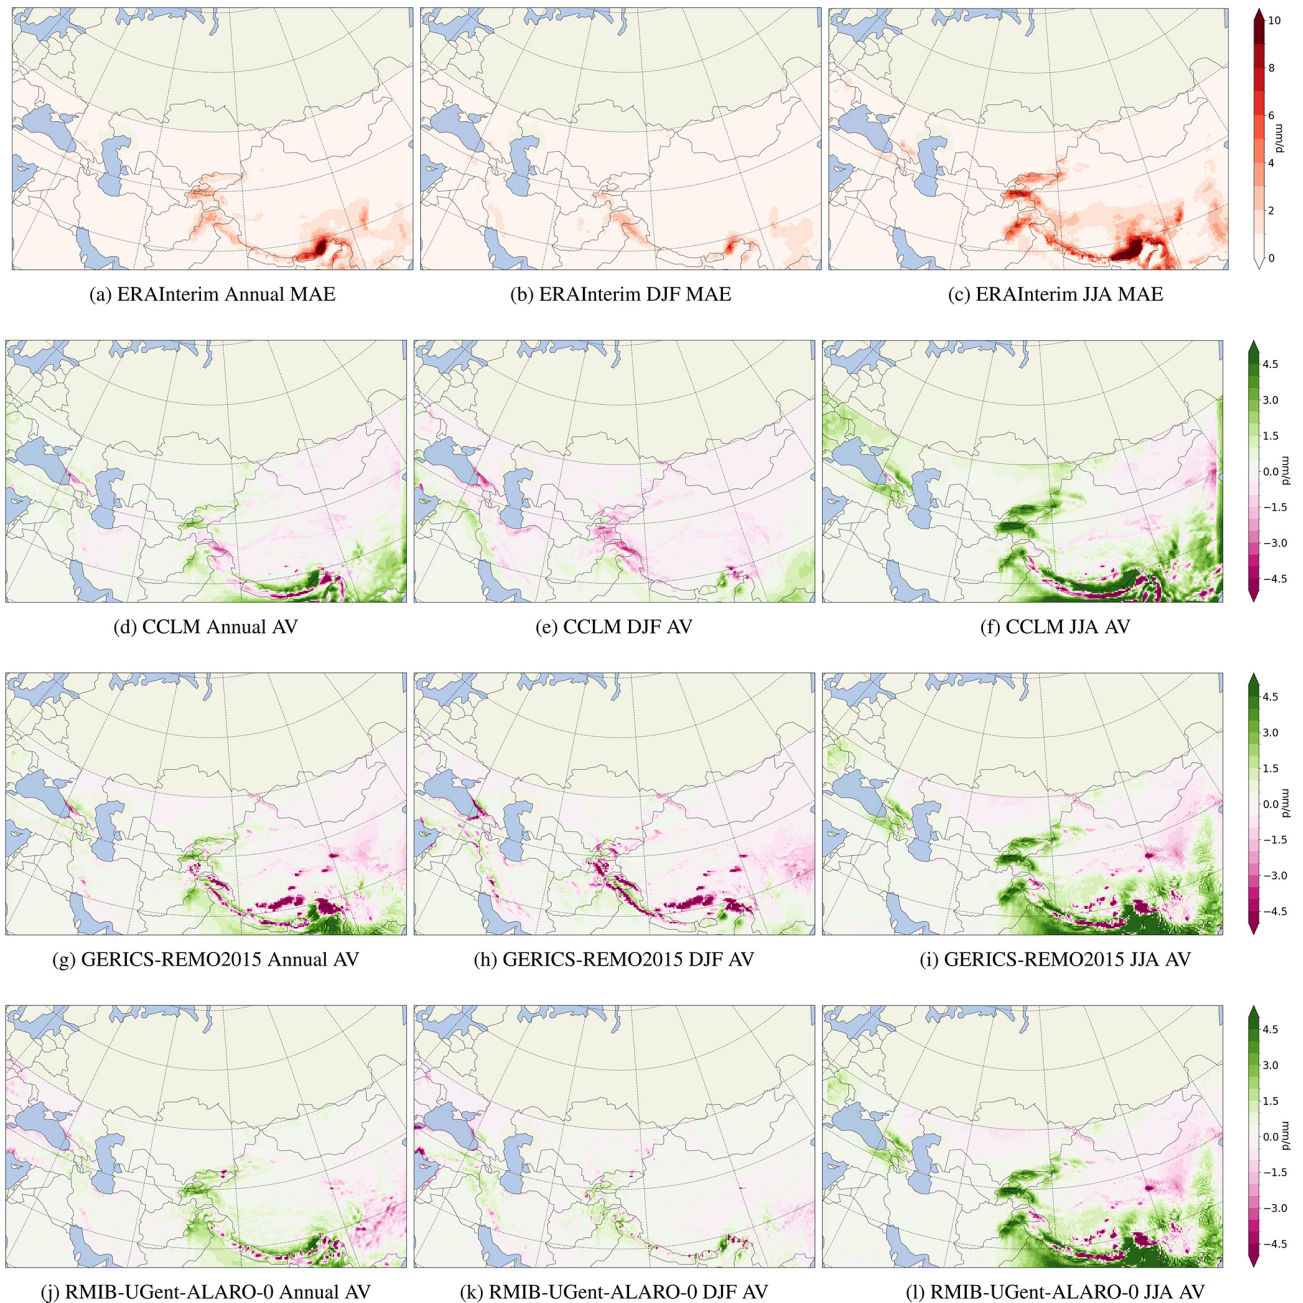 10
8
6
4
2
0
mm/d
(a) ERAInterim Annual MAE
(b) ERAInterim DJF MAE
(c) ERAInterim JJA MAE
4.5
3.0
1.5
0.0
−1.5
−3.0
−4.5
mm/d
(d) CCLM Annual AV
(e) CCLM DJF AV
(f) CCLM JJA AV
4.5
3.0
1.5
0.0
−1.5
−3.0
−4.5
mm/d
(g) GERICS-REMO2015 Annual AV
(h) GERICS-REMO2015 DJF AV
(i) GERICS-REMO2015 JJA AV
4.5
3.0
1.5
0.0
−1.5
−3.0
−4.5
mm/d
(j) RMIB-UGent-ALARO-0 Annual AV
(k) RMIB-UGent-ALARO-0 DJF AV
(l) RMIB-UGent-ALARO-0 JJA AV